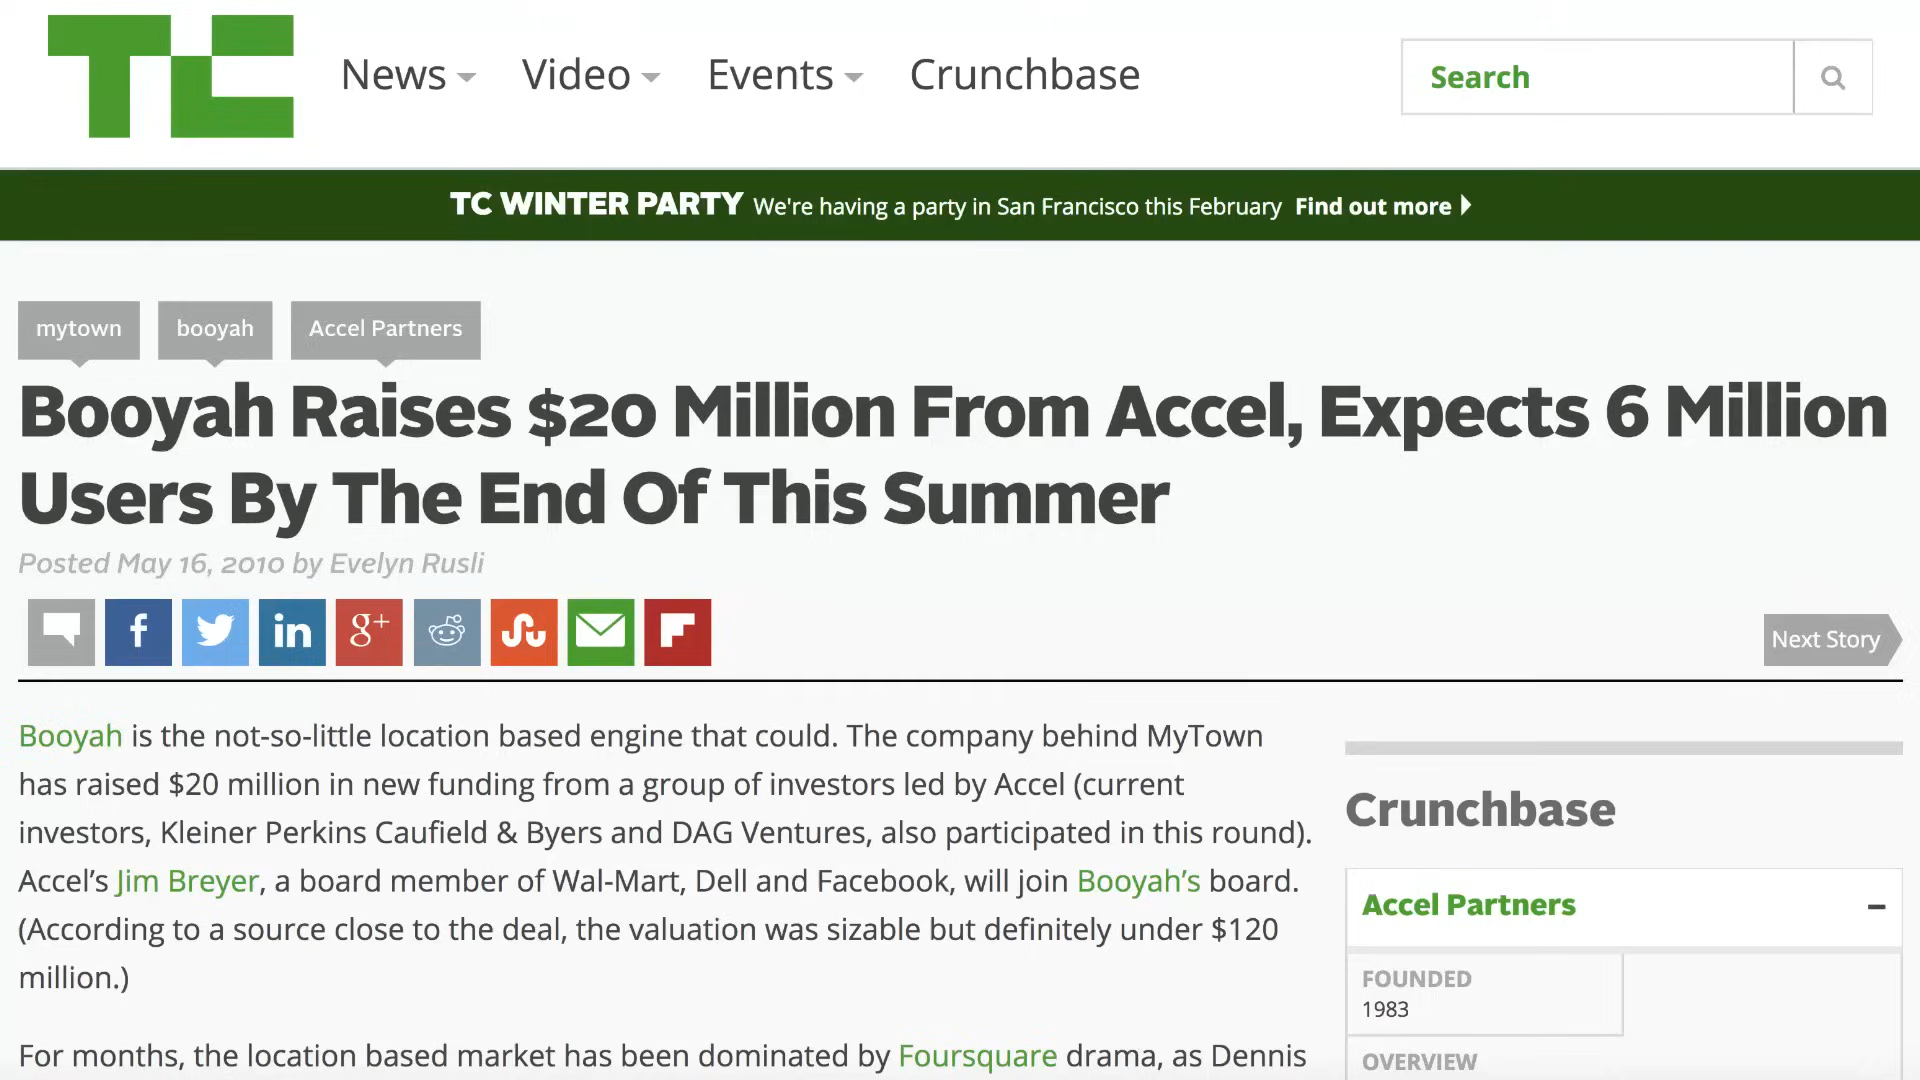 TC
News
Video
Events
Crunchbase
Search
TC WINTER PARTY We're having a party in San Francisco this February Find out more
mytown
booyah
Accel Partners
Booyah Raises $20 Million From Accel, Expects 6 Million
Users By The End Of This Summer
Posted May 16, 2010 by Evelyn Rusli
f
in
g+
Next Story
Booyah is the not-so-little location based engine that could. The company behind MyTown
has raised $20 million in new funding from a group of investors led by Accel (current
investors, Kleiner Perkins Caufield & Byers and DAG Ventures, also participated in this round).
Accel’s Jim Breyer, a board member of Wal-Mart, Dell and Facebook, will join Booyah’s board.
(According to a source close to the deal, the valuation was sizable but definitely under $120
million.)
For months, the location based market has been dominated by Foursquare drama, as Dennis
Crunchbase
Accel Partners
FOUNDED
1983
OVERVIEW